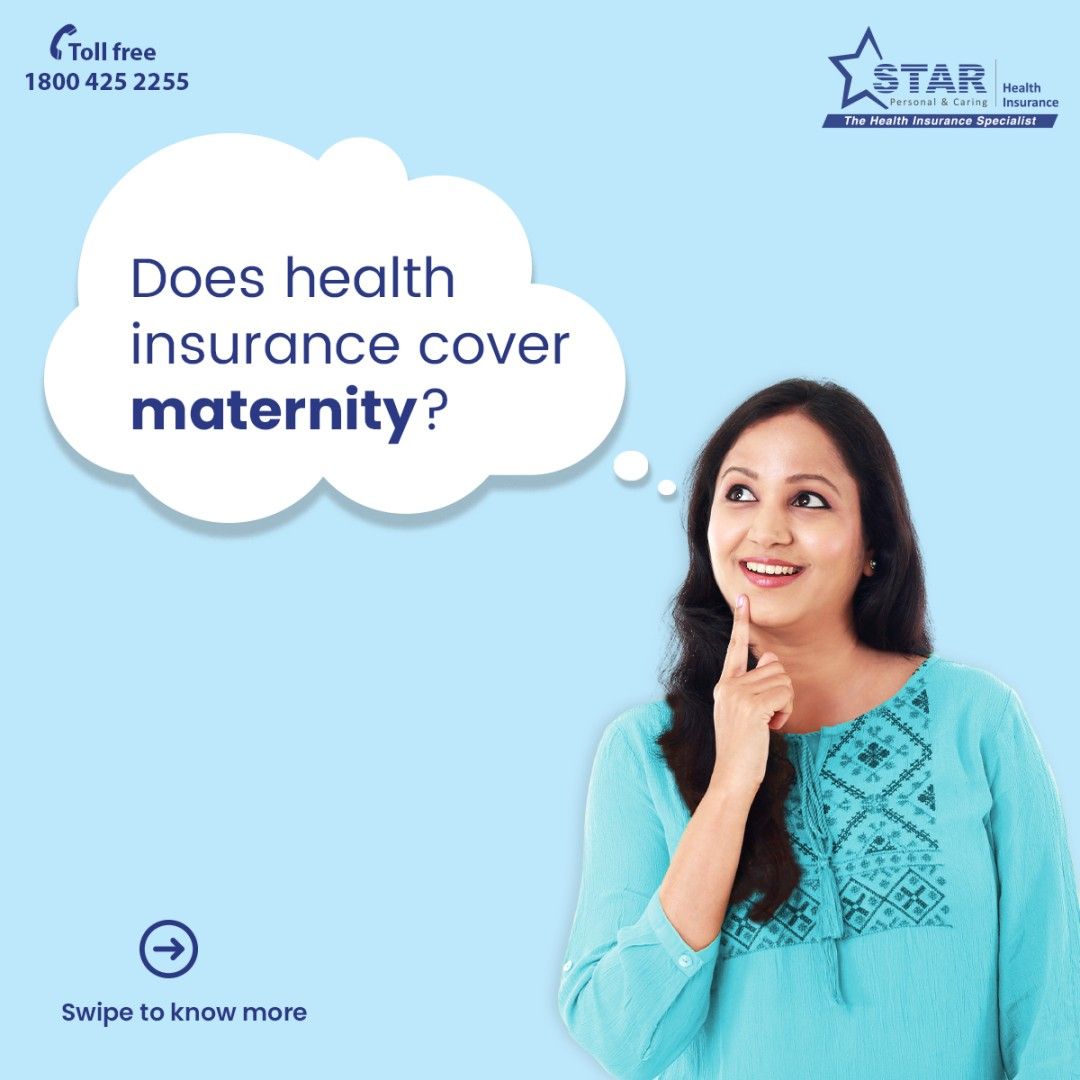 Toll free
1800 425 2255
STAR
Personal & Caring
Health
Insurance
The Health Insurance Specialist
Does health
insurance cover
maternity?
Swipe to know more